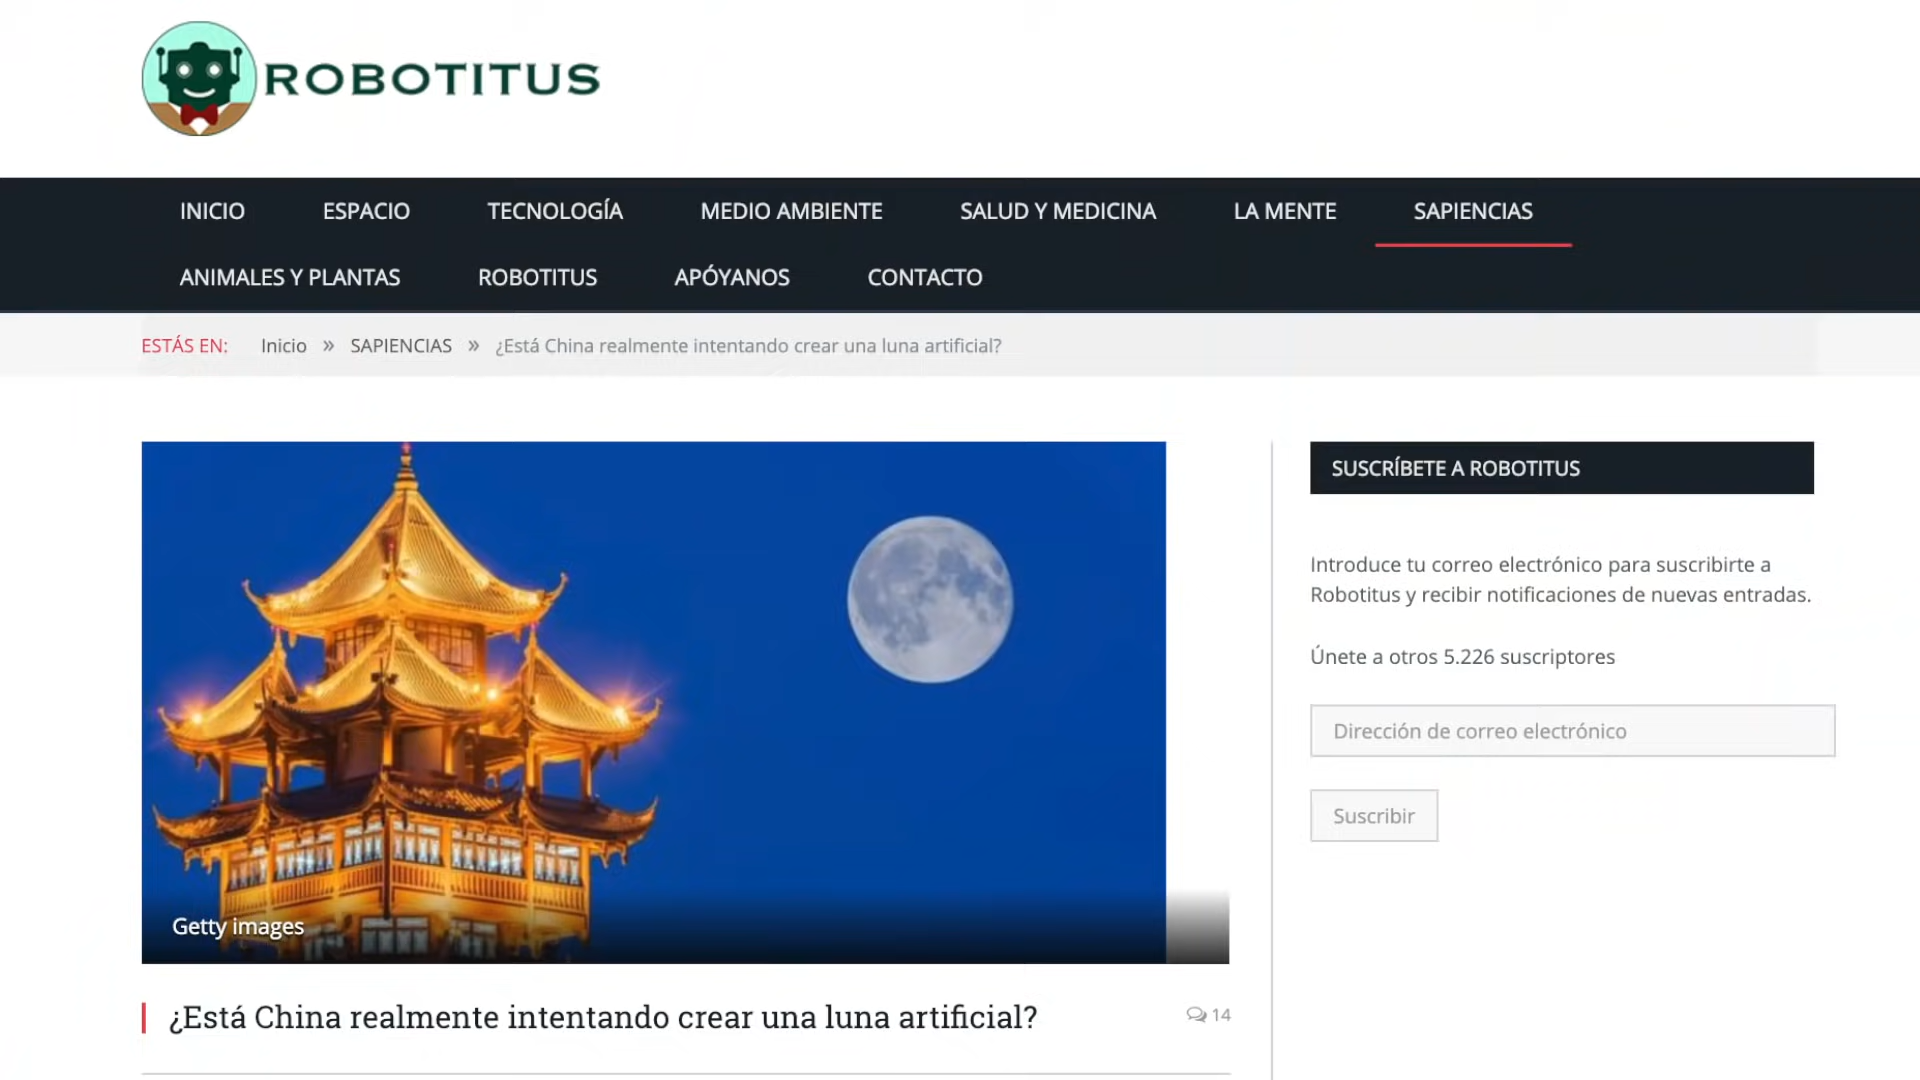 ROBOTITUS
INICIO ESPACIO TECNOLOGÍA MEDIO AMBIENTE SALUD Y MEDICINA LA MENTE SAPIENCIAS
ANIMALES Y PLANTAS ROBOTITUS APÓYANOS CONTACTO
ESTÁS EN: Inicio » SAPIENCIAS » ¿Está China realmente intentando crear una luna artificial?
Getty images
¿Está China realmente intentando crear una luna artificial?
14
SUSCRÍBETE A ROBOTITUS
Introduce tu correo electrónico para suscribirte a
Robotitus y recibir notificaciones de nuevas entradas.
Únete a otros 5.226 suscriptores
Dirección de correo electrónico
Suscribir